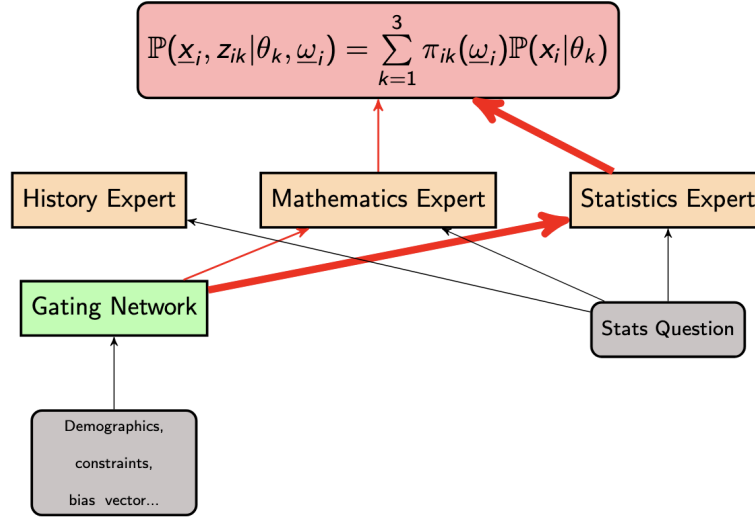 ℙ(x̲ᵢ, zᵢₖ|θₖ, ω̲ᵢ) = ∑ₖ₌₁³ πᵢₖ(ω̲ᵢ)ℙ(xᵢ|θₖ)
History Expert
Mathematics Expert
Statistics Expert
Gating Network
Stats Question
Demographics,
constraints,
bias vector...